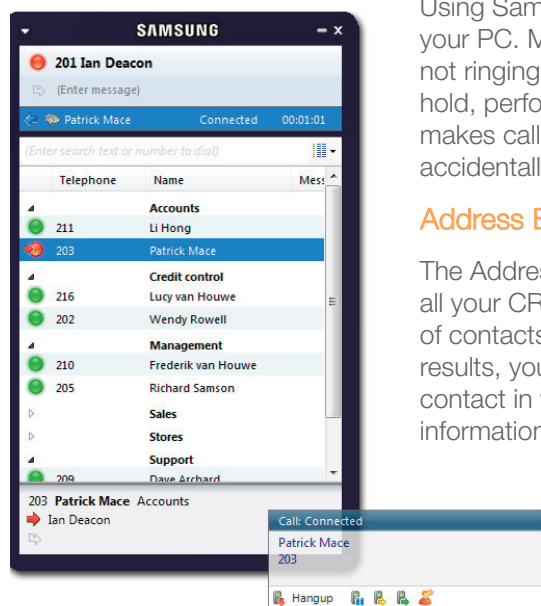 SAMSUNG
201 Ian Deacon
(Enter message)
Patrick Mace Connected 00:01:01
(Enter search text or number to dial)
Telephone Name
Accounts
211 Li Hong
203 Patrick Mace
Credit control
216 Lucy van Houwe
202 Wendy Rowell
Management
210 Frederik van Houwe
205 Richard Samson
Sales
Stores
Support
209 Dave Archard
203 Patrick Mace Accounts
Ian Deacon
Call: Connected
Patrick Mace
203
Hangup
Using Sam
your PC. M
not ringing
hold, perfo
makes call
accidentall
Address
The Addres
all your CR
of contacts
results, you
contact in
information